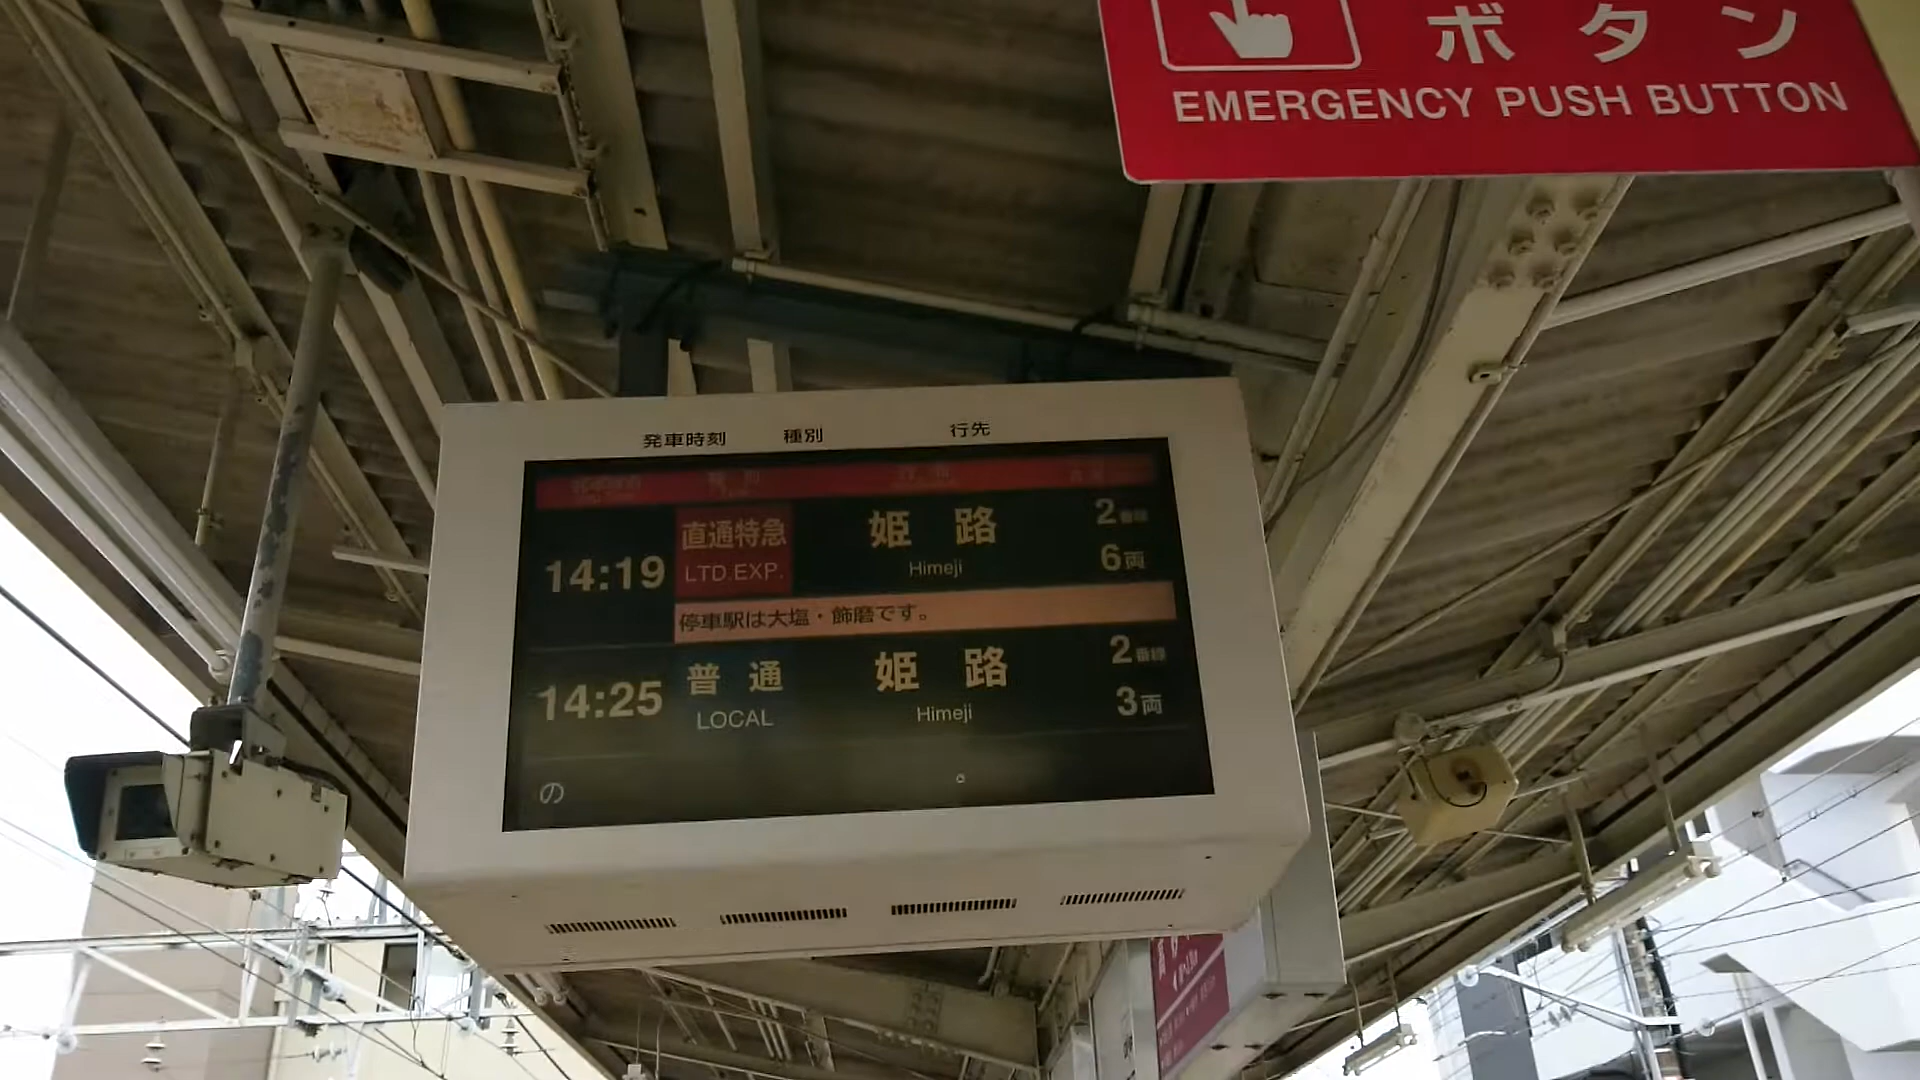 ボタン
EMERGENCY PUSH BUTTON
発車時刻 種別 行先
14:19 直通特急 姫路 2番線
LTD.EXP. Himeji 6両
停車駅は大塩・飾磨です。
14:25 普通 姫路 2番線
LOCAL Himeji 3両
の